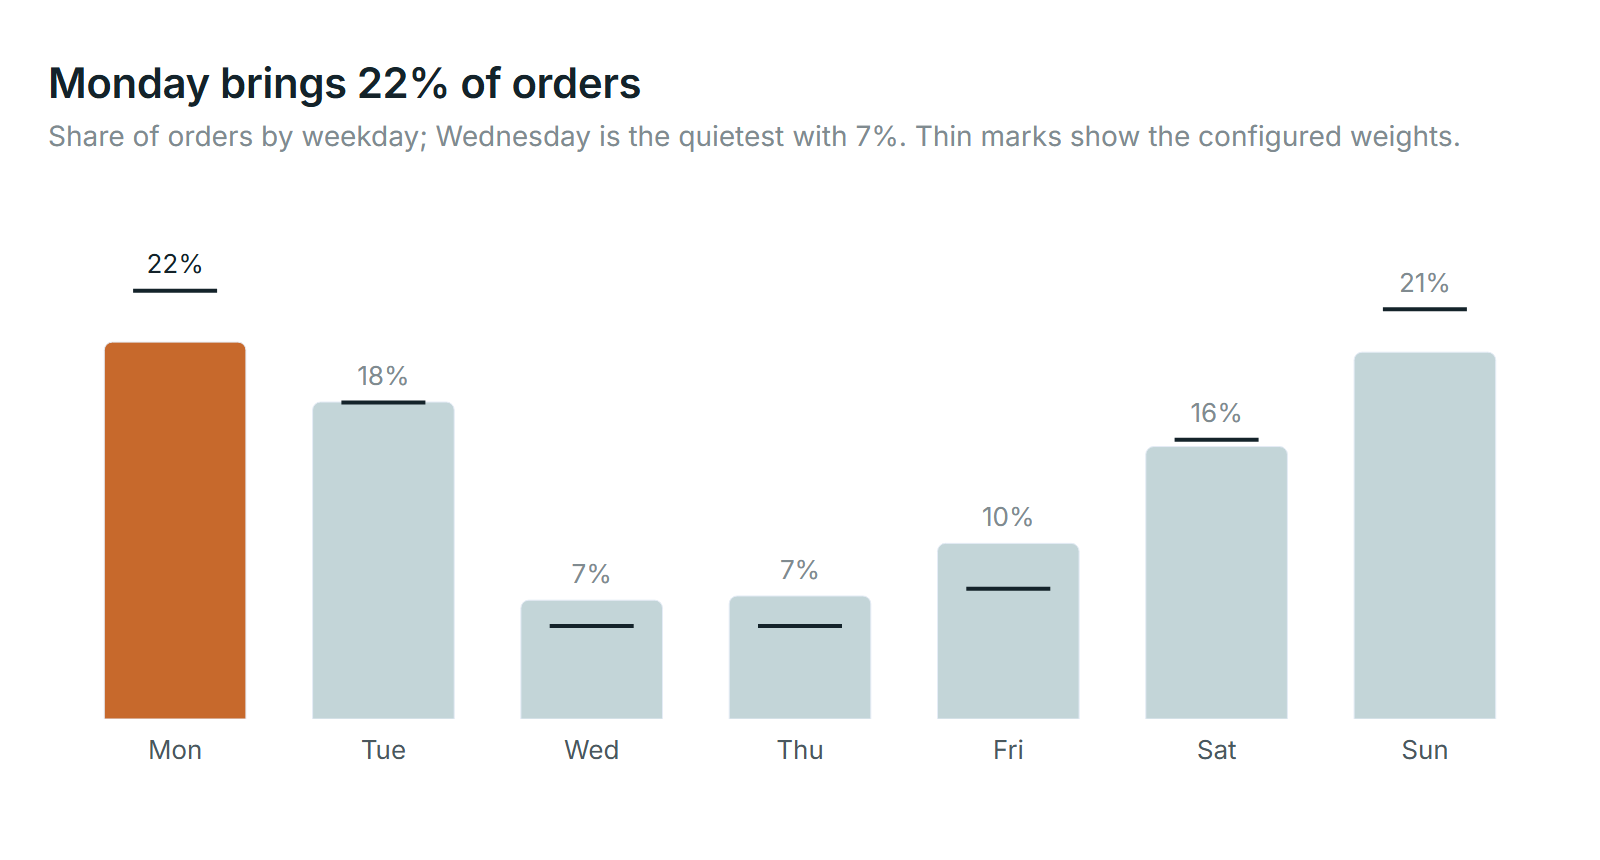 Monday brings 22% of orders
Share of orders by weekday; Wednesday is the quietest with 7%. Thin marks show the configured weights.
22%
18%
7%
7%
10%
16%
21%
Mon
Tue
Wed
Thu
Fri
Sat
Sun